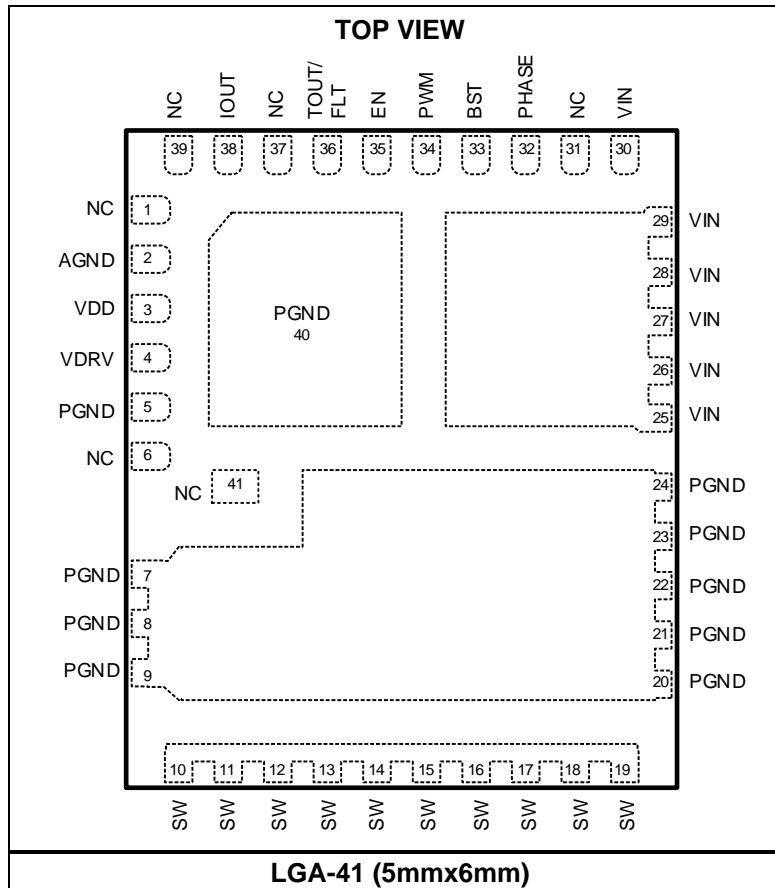 TOP VIEW
NC
IOUT
NC
TOUT/
FLT
EN
PWM
BST
PHASE
NC
VIN
39 38 37 36 35 34 33 32 31 30
NC 1
AGND 2
VDD 3
VDRV 4
PGND 5
NC 6
PGND
40
29 VIN
28 VIN
27 VIN
26 VIN
25 VIN
NC 41
24 PGND
23 PGND
22 PGND
21 PGND
20 PGND
PGND 7
PGND 8
PGND 9
10 11 12 13 14 15 16 17 18 19
SW
SW
SW
SW
SW
SW
SW
SW
SW
SW
LGA-41 (5mmx6mm)